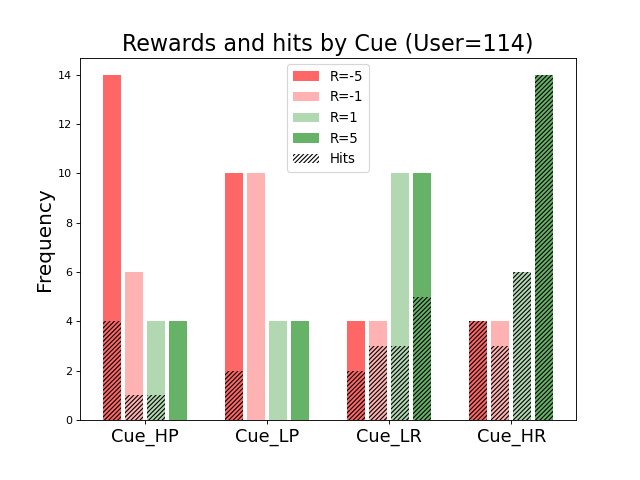 Rewards and hits by Cue (User=114)
Frequency
14
12
10
8
6
4
2
0
R=-5
R=-1
R=1
R=5
Hits
Cue_HP Cue_LP Cue_LR Cue_HR